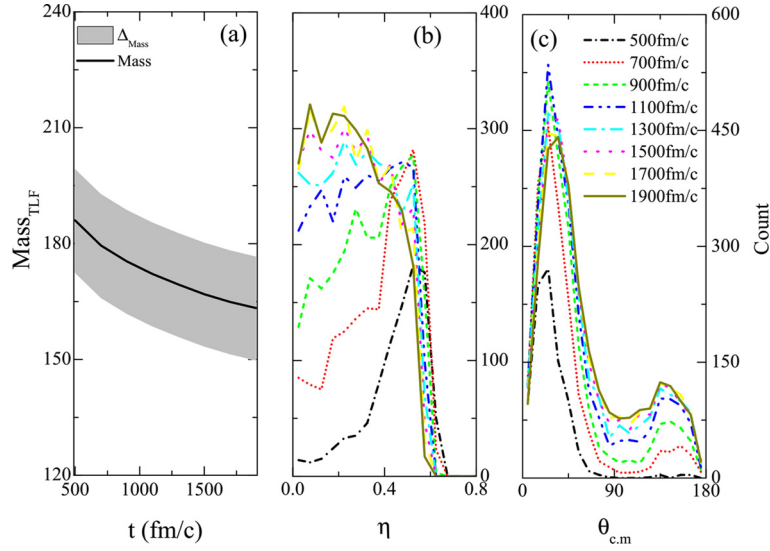 240
210
180
150
120
Mass_TLF
500 1000 1500
t (fm/c)
(a)
Δ_Mass
Mass
(b)
400
300
200
100
0
0.0 0.4 0.8
η
(c)
500fm/c
700fm/c
900fm/c
1100fm/c
1300fm/c
1500fm/c
1700fm/c
1900fm/c
600
450
300
150
0
Count
0 90 180
θ_c.m